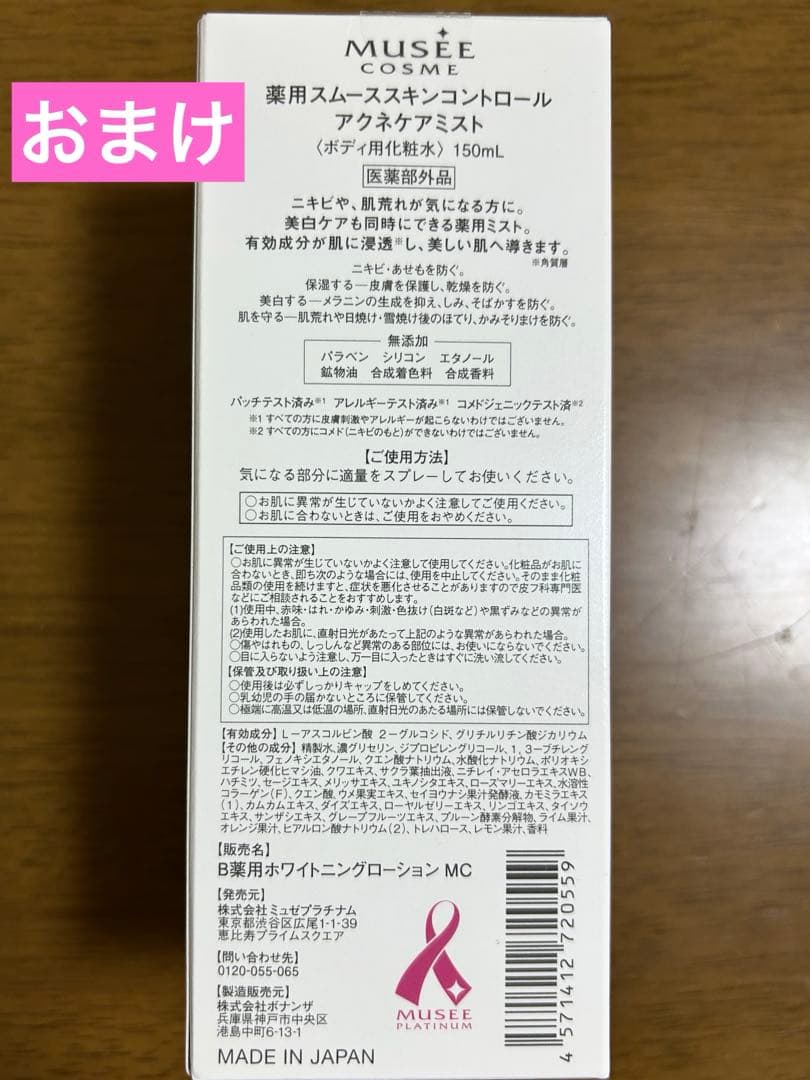 おまけ
MUSEE
COSME
薬用スムーススキンコントロール
アクネケアミスト
〈ボディ用化粧水〉150mL
医薬部外品
ニキビや、肌荒れが気になる方に。
美白ケアも同時にできる薬用ミスト。
有効成分が肌に浸透※し、美しい肌へ導きます。
※角質層
ニキビ・あせもを防ぐ。
保湿する―皮膚を保護し、乾燥を防ぐ。
美白する―メラニンの生成を抑え、しみ、そばかすを防ぐ。
肌を守る―肌荒れや日焼け・雪焼け後のほてり、かみそりまけを防ぐ。
無添加
パラベン シリコン エタノール
鉱物油 合成着色料 合成香料
パッチテスト済み※1 アレルギーテスト済み※1 コメドジェニックテスト済※2
※1 すべての方に皮膚刺激やアレルギーが起こらないわけではございません。
※2 すべての方にコメド(ニキビのもと)ができないわけではございません。
【ご使用方法】
気になる部分に適量をスプレーしてお使いください。
○お肌に異常が生じていないかよく注意してご使用ください。
○お肌に合わないときは、ご使用をおやめください。
【ご使用上の注意】
○お肌に異常が生じていないかよく注意して使用してください。化粧品がお肌に
合わないとき、即ち次のような場合には、使用を中止してください。そのまま化粧
品類の使用を続けますと、症状を悪化させることがありますので皮フ科専門医
などにご相談されることをおすすめします。
(1)使用中、赤味・はれ・かゆみ・刺激・色抜け(白斑など)や黒ずみなどの異常が
あらわれた場合。
(2)使用したお肌に、直射日光があたって上記のような異常があらわれた場合。
○傷やはれもの、しっしんなど異常のある部位には、お使いにならないでください。
○目に入らないよう注意し、万一目に入ったときはすぐに洗い流してください。
【保管及び取り扱い上の注意】
○使用後は必ずしっかりキャップをしめてください。
○乳幼児の手の届かないところに保管してください。
○極端に高温又は低温の場所、直射日光のあたる場所には保管しないでください。
【有効成分】L-アスコルビン酸 2-グルコシド、グリチルリチン酸ジカリウム
【その他の成分】精製水、濃グリセリン、ジプロピレングリコール、1,3-ブチレング
リコール、フェノキシエタノール、クエン酸ナトリウム、水酸化ナトリウム、ポリオキシ
エチレン硬化ヒマシ油、クワエキス、サクラ葉抽出液、ニチレイ・アセロラエキスWB、
ハチミツ、セージエキス、メリッサエキス、ユキノシタエキス、ローズマリーエキス、水溶性
コラーゲン(F)、クエン酸、ウメ果実エキス、セイヨウナシ果汁発酵液、カモミラエキス
(1)、カムカムエキス、ダイズエキス、ローヤルゼリーエキス、リンゴエキス、タイソウ
エキス、サンザシエキス、グレープフルーツエキス、プルーン酵素分解物、ライム果汁、
オレンジ果汁、ヒアルロン酸ナトリウム(2)、トレハロース、レモン果汁、香料
【販売名】
B薬用ホワイトニングローション MC
【発売元】
株式会社ミュゼプラチナム
東京都渋谷区広尾1-1-39
恵比寿プライムスクエア
【問い合わせ先】
0120-055-065
【製造販売元】
株式会社ボナンザ
兵庫県神戸市中央区
港島中町6-13-1
MADE IN JAPAN
MUSEE
PLATINUM
4 571412 720559